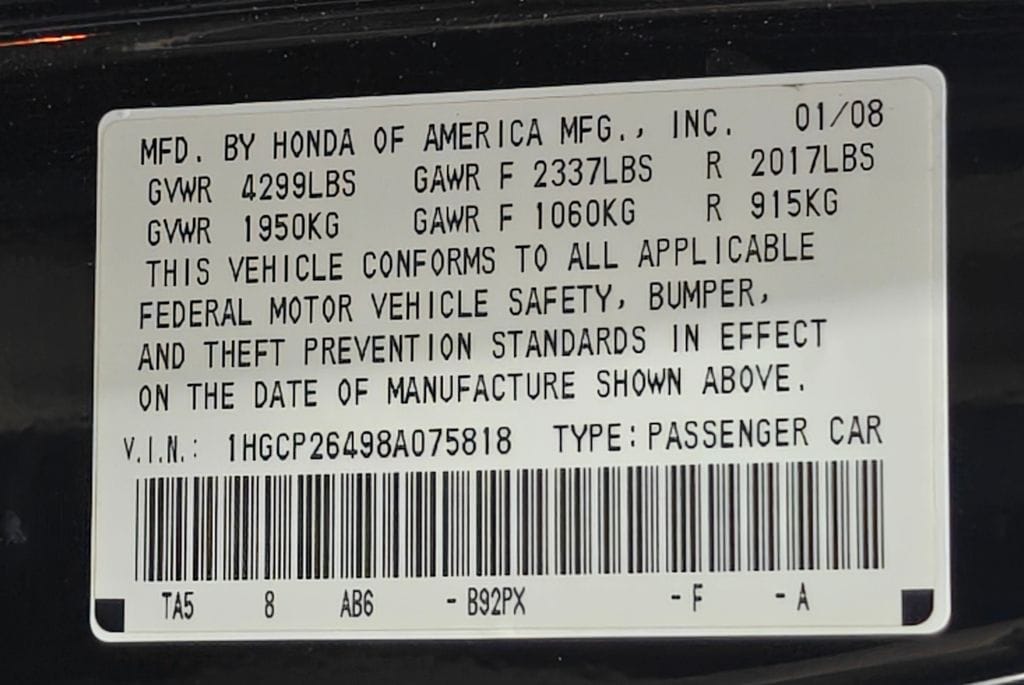 MFD. BY HONDA OF AMERICA MFG., INC. 01/08
GVWR 4299LBS GAWR F 2337LBS R 2017LBS
GVWR 1950KG GAWR F 1060KG R 915KG
THIS VEHICLE CONFORMS TO ALL APPLICABLE
FEDERAL MOTOR VEHICLE SAFETY, BUMPER,
AND THEFT PREVENTION STANDARDS IN EFFECT
ON THE DATE OF MANUFACTURE SHOWN ABOVE.
V.I.N.: 1HGCP26498A075818 TYPE:PASSENGER CAR
TA5 8 AB6 -B92PX -F -A